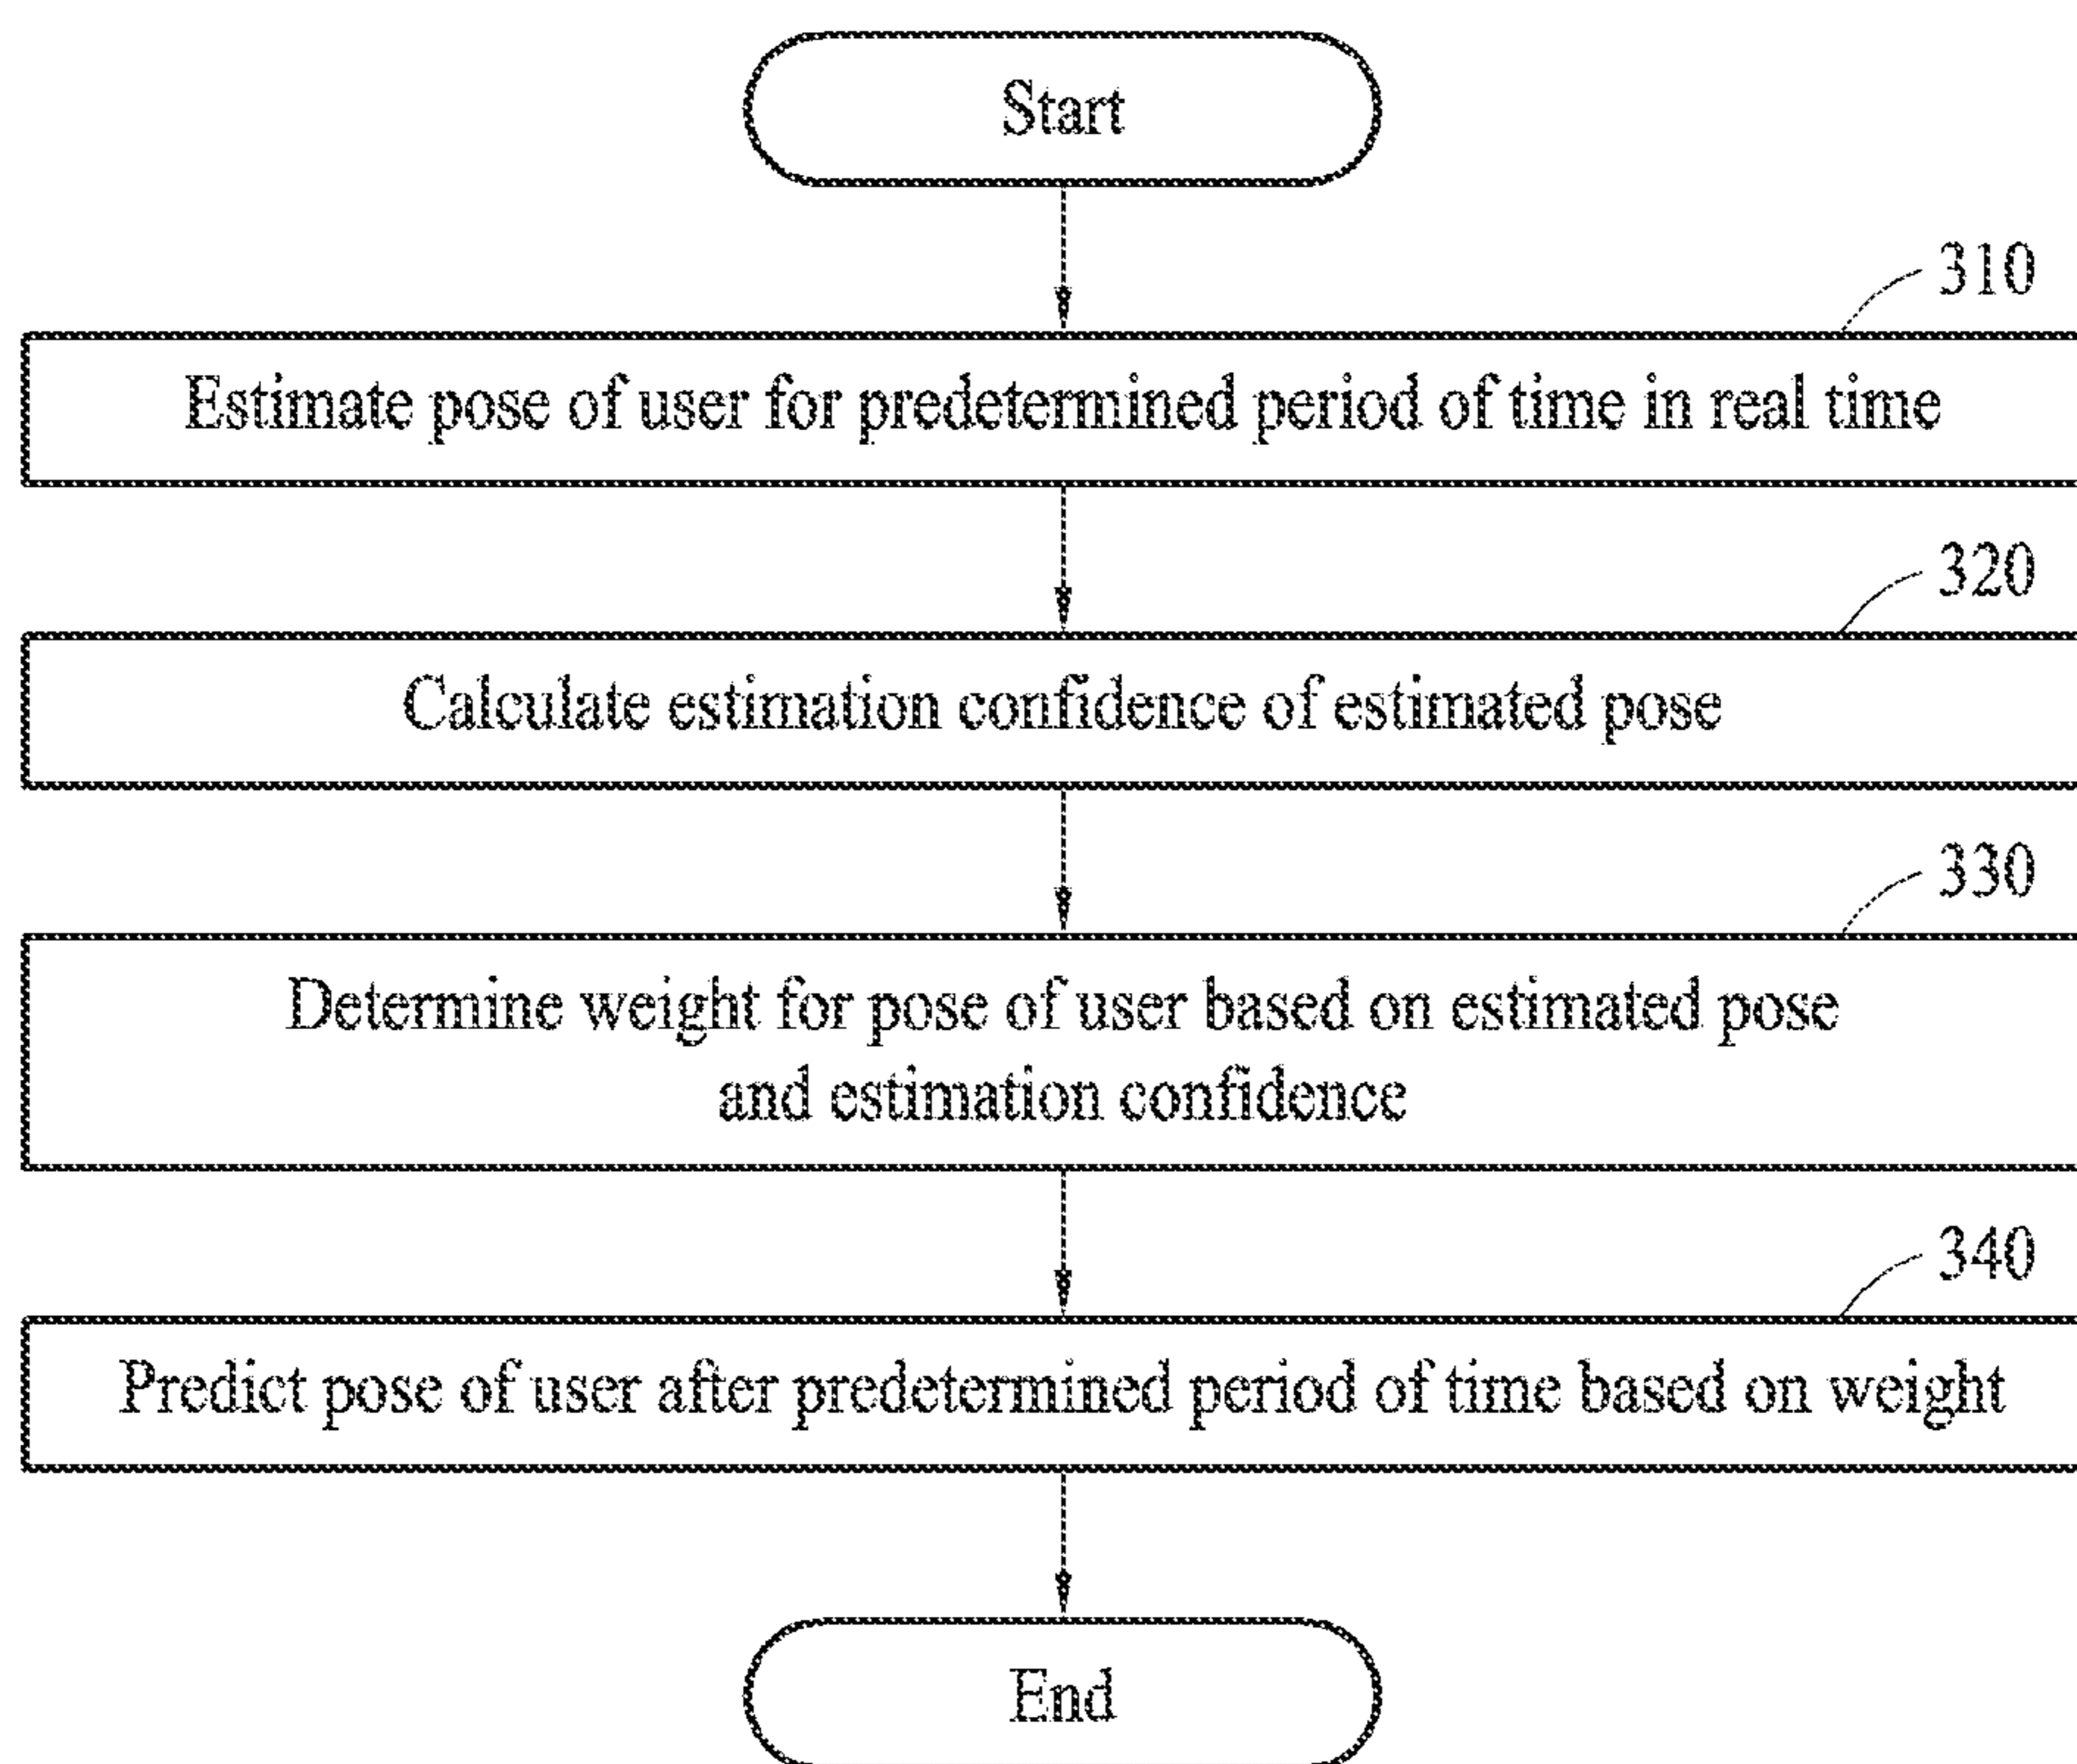 Start
310
Estimate pose of user for predetermined period of time in real time
320
Calculate estimation confidence of estimated pose
330
Determine weight for pose of user based on estimated pose
and estimation confidence
340
Predict pose of user after predetermined period of time based on weight
End